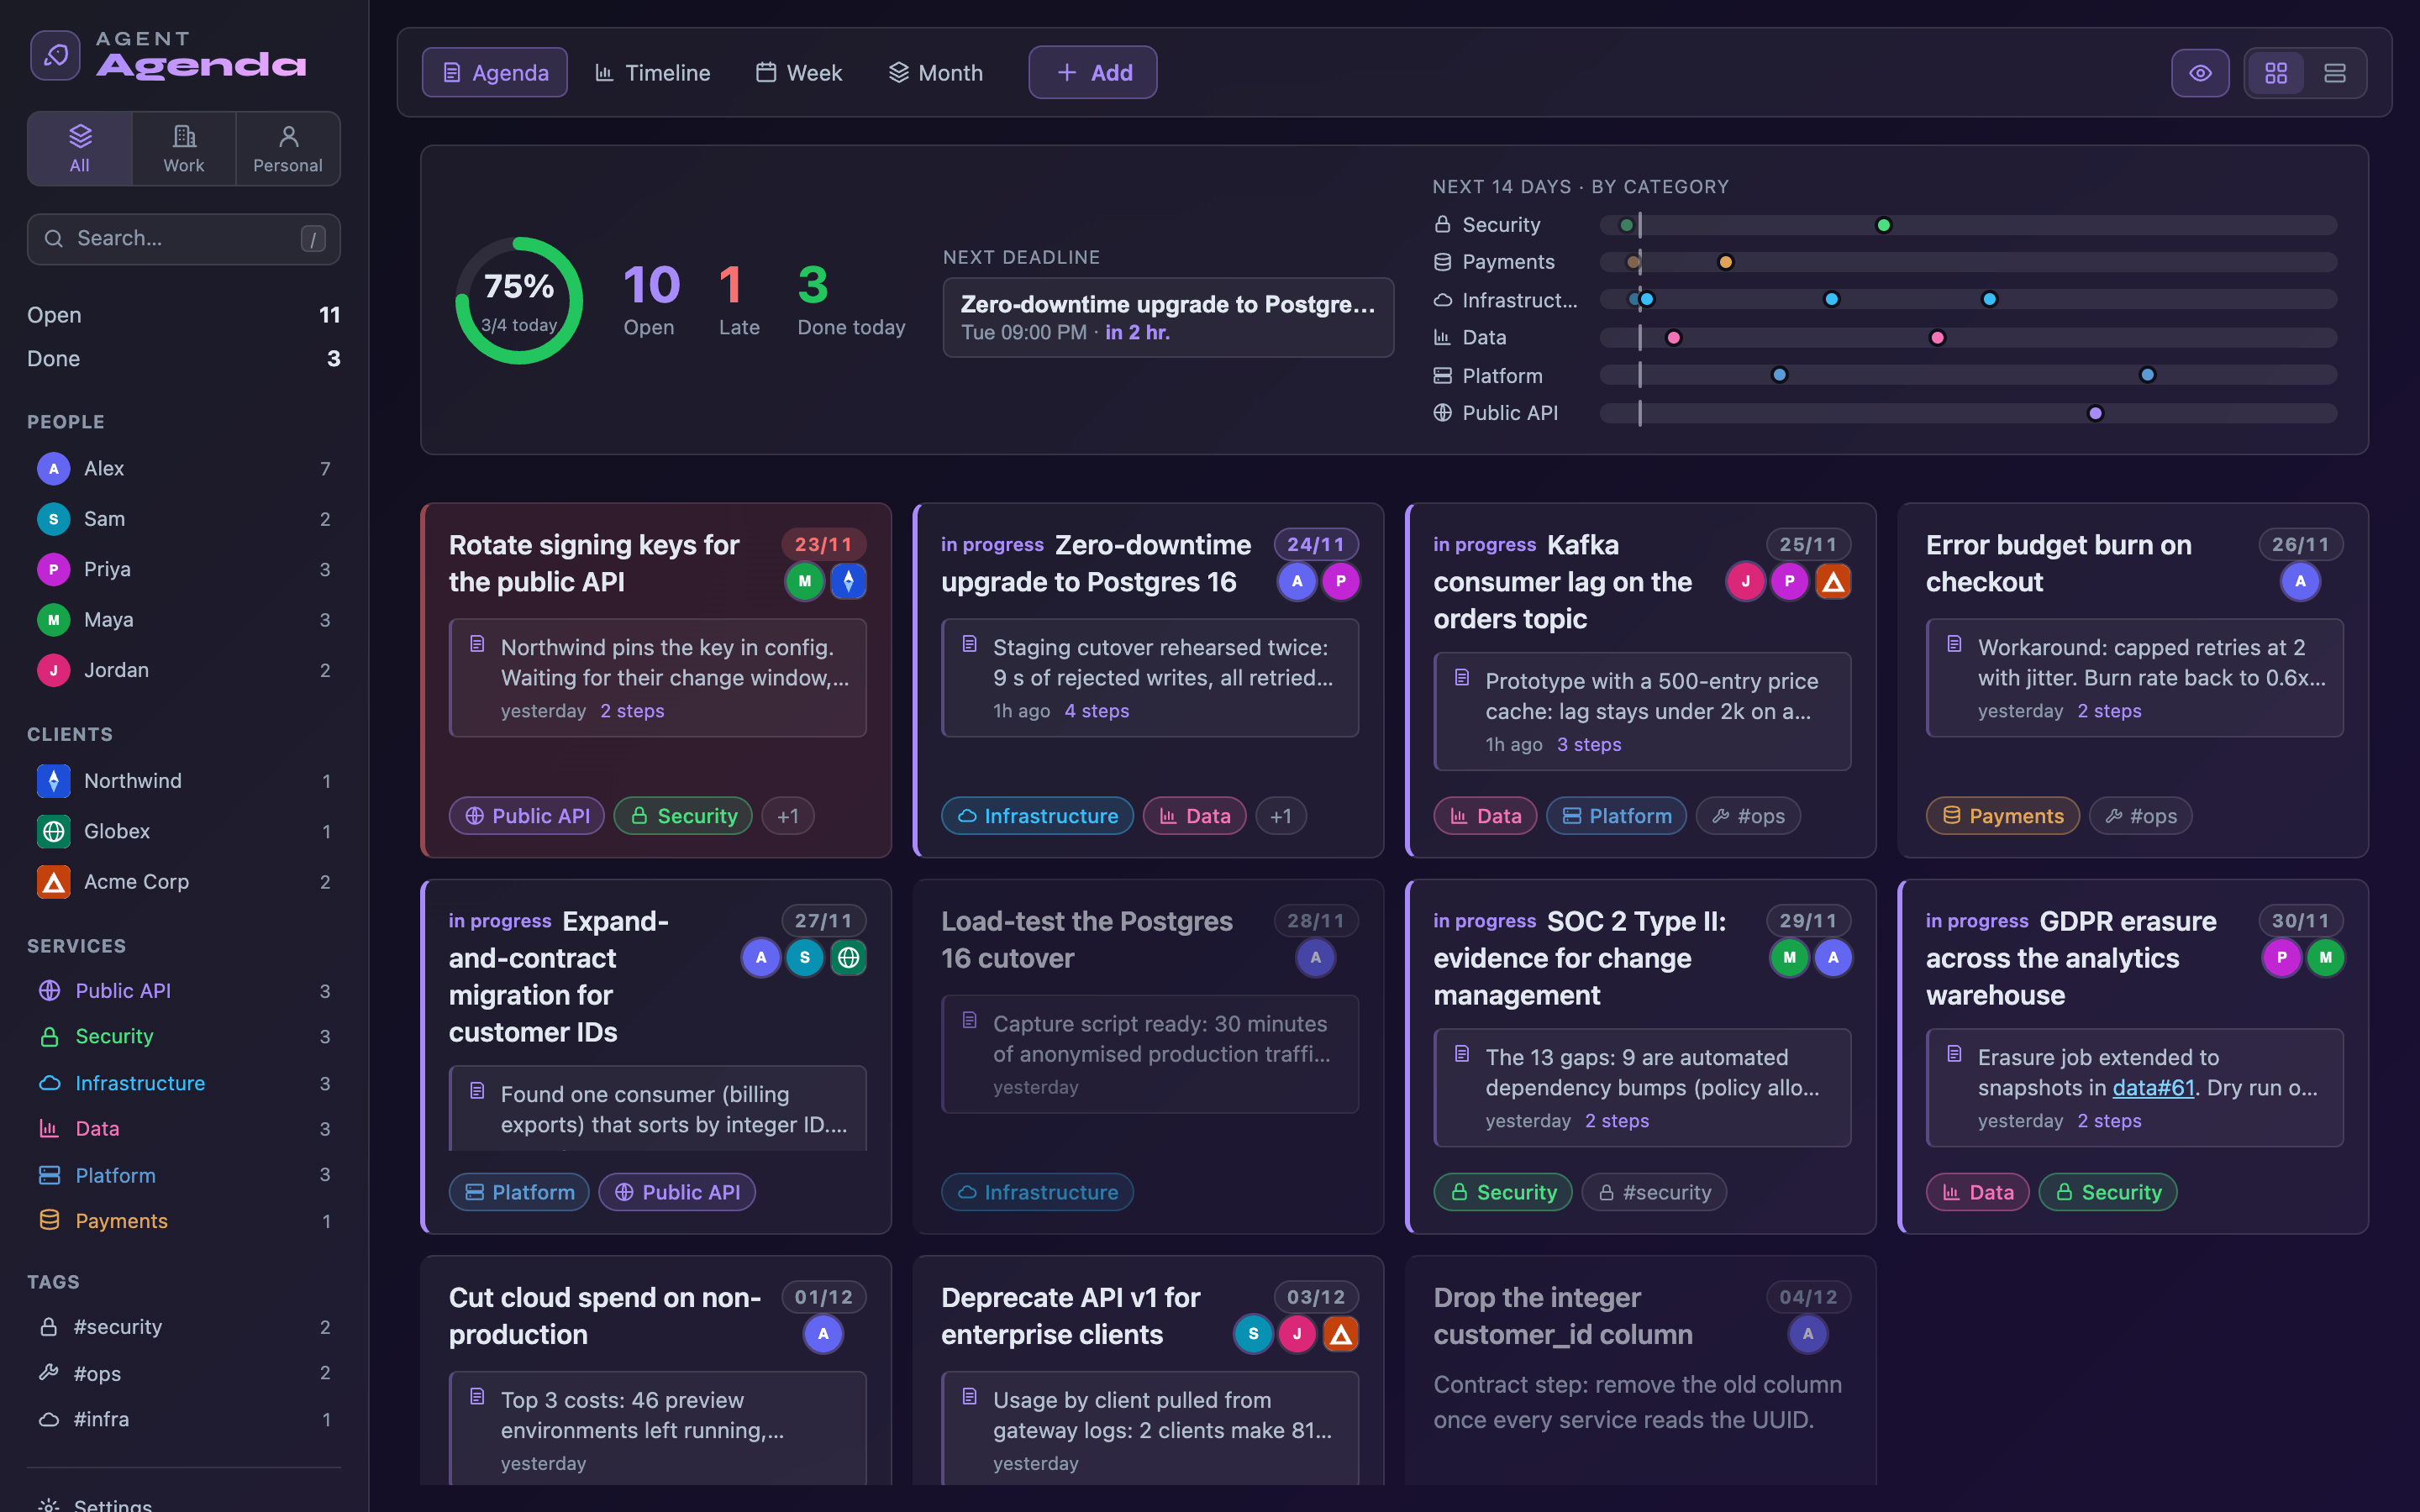 AGENT
Agenda
All
Work
Personal
Search...
/
Open 11
Done 3
PEOPLE
A Alex 7
S Sam 2
P Priya 3
M Maya 3
J Jordan 2
CLIENTS
Northwind 1
Globex 1
Acme Corp 2
SERVICES
Public API 3
Security 3
Infrastructure 3
Data 3
Platform 3
Payments 1
TAGS
#security 2
#ops 2
#infra 1
Settings
Agenda
Timeline
Week
Month
+ Add
75%
3/4 today
10
Open
1
Late
3
Done today
NEXT DEADLINE
Zero-downtime upgrade to Postgre...
Tue 09:00 PM · in 2 hr.
NEXT 14 DAYS · BY CATEGORY
Security
Payments
Infrastruct...
Data
Platform
Public API
Rotate signing keys for
the public API
23/11
M
Northwind pins the key in config.
Waiting for their change window,...
yesterday 2 steps
Public API
Security
+1
in progress Zero-downtime
upgrade to Postgres 16
24/11
A P
Staging cutover rehearsed twice:
9 s of rejected writes, all retried...
1h ago 4 steps
Infrastructure
Data
+1
in progress Kafka
consumer lag on the
orders topic
25/11
J P
Prototype with a 500-entry price
cache: lag stays under 2k on a...
1h ago 3 steps
Data
Platform
#ops
Error budget burn on
checkout
26/11
A
Workaround: capped retries at 2
with jitter. Burn rate back to 0.6x...
yesterday 2 steps
Payments
#ops
in progress Expand-
and-contract
migration for
customer IDs
27/11
A S
Found one consumer (billing
exports) that sorts by integer ID....
Platform
Public API
Load-test the Postgres
16 cutover
28/11
A
Capture script ready: 30 minutes
of anonymised production traffi...
yesterday
Infrastructure
in progress SOC 2 Type II:
evidence for change
management
29/11
M A
The 13 gaps: 9 are automated
dependency bumps (policy allo...
yesterday 2 steps
Security
#security
in progress GDPR erasure
across the analytics
warehouse
30/11
P M
Erasure job extended to
snapshots in data#61. Dry run o...
yesterday 2 steps
Data
Security
Cut cloud spend on non-
production
01/12
A
Top 3 costs: 46 preview
environments left running,...
yesterday
Deprecate API v1 for
enterprise clients
03/12
S J
Usage by client pulled from
gateway logs: 2 clients make 81...
yesterday
Drop the integer
customer_id column
04/12
A
Contract step: remove the old column
once every service reads the UUID.